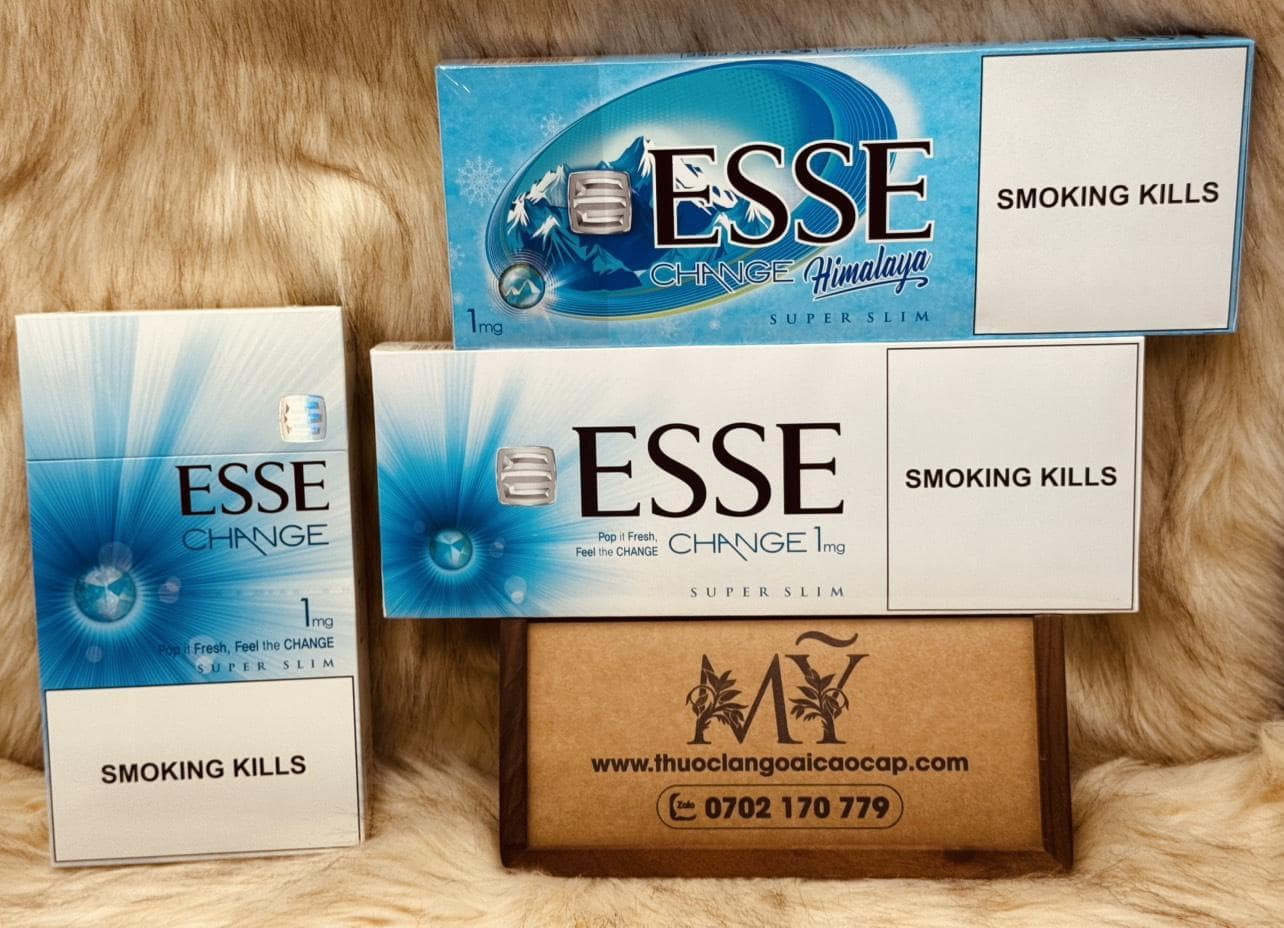 ESSE
CHANGE Himalaya
1mg
SUPER SLIM
SMOKING KILLS
ESSE
CHANGE
1mg
Pop it Fresh, Feel the CHANGE
SUPER SLIM
SMOKING KILLS
ESSE
Pop it Fresh,
Feel the CHANGE CHANGE 1mg
SUPER SLIM
SMOKING KILLS
MỸ
www.thuoclangoaicaocap.com
Zalo 0702 170 779